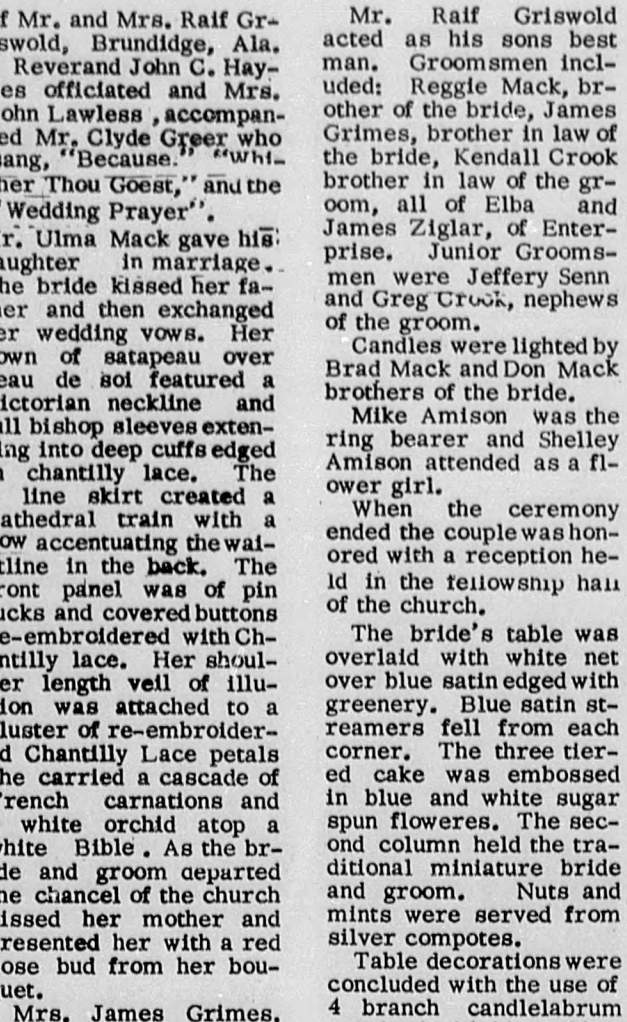 f Mr. and Mrs. Raif Gr-
swold, Brundidge, Ala.
Reverand John C. Hay-
es officiated and Mrs.
ohn Lawless , accompan-
ed Mr. Clyde Greer who
ang, "Because." "Whi-
her Thou Goest," and the
"Wedding Prayer".
r. Ulma Mack gave his
aughter in marriage.
he bride kissed her fa-
her and then exchanged
er wedding vows. Her
own of satapeau over
eau de soi featured a
ictorian neckline and
ull bishop sleeves exten-
ing into deep cuffs edged
n chantilly lace. The
line skirt created a
athedral train with a
ow accentuating the wai-
tline in the back. The
ront panel was of pin
ucks and covered buttons
e-embroidered with Ch-
ntilly lace. Her shoul-
er length veil of illu-
ion was attached to a
luster of re-embroider-
d Chantilly Lace petals
he carried a cascade of
rench carnations and
white orchid atop a
hite Bible . As the br-
de and groom departed
he chancel of the church
issed her mother and
resented her with a red
ose bud from her bou-
uet.
Mrs. James Grimes.
Mr. Raif Griswold
acted as his sons best
man. Groomsmen incl-
uded: Reggie Mack, br-
other of the bride, James
Grimes, brother in law of
the bride, Kendall Crook
brother in law of the gr-
oom, all of Elba and
James Ziglar, of Enter-
prise. Junior Grooms-
men were Jeffery Senn
and Greg Crook, nephews
of the groom.
Candles were lighted by
Brad Mack and Don Mack
brothers of the bride.
Mike Amison was the
ring bearer and Shelley
Amison attended as a fl-
ower girl.
When the ceremony
ended the couple was hon-
ored with a reception he-
ld in the fellowship hall
of the church.
The bride's table was
overlaid with white net
over blue satin edged with
greenery. Blue satin st-
reamers fell from each
corner. The three tier-
ed cake was embossed
in blue and white sugar
spun floweres. The sec-
ond column held the tra-
ditional miniature bride
and groom. Nuts and
mints were served from
silver compotes.
Table decorations were
concluded with the use of
4 branch candlelabrum